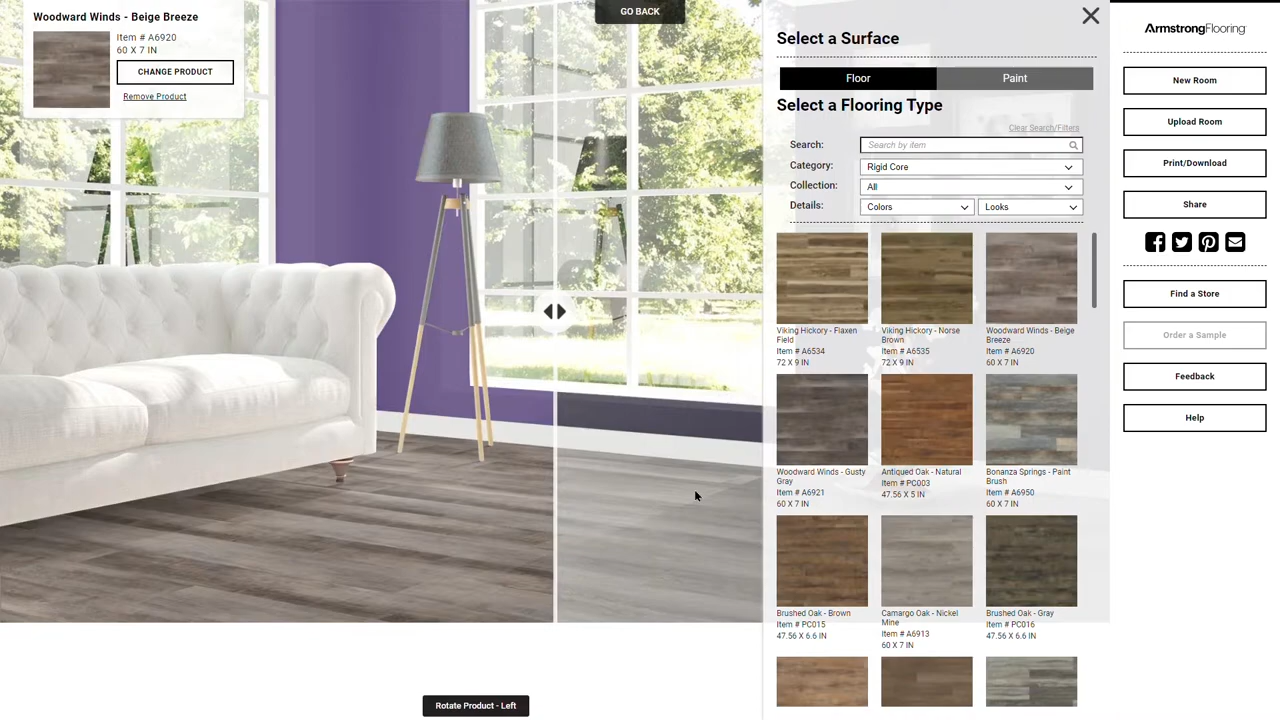 Woodward Winds - Beige Breeze
Item # A6920
60 X 7 IN
CHANGE PRODUCT
Remove Product
GO BACK
Select a Surface
Floor
Paint
Select a Flooring Type
Clear Search/Filters
Search:
Search by item
Category:
Rigid Core
Collection:
All
Details:
Colors
Looks
Viking Hickory - Flaxen
Field
Item # A6534
72 X 9 IN
Viking Hickory - Norse
Brown
Item # A6535
72 X 9 IN
Woodward Winds - Beige
Breeze
Item # A6920
60 X 7 IN
Woodward Winds - Gusty
Gray
Item # A6921
60 X 7 IN
Antiqued Oak - Natural
Item # PC003
47.56 X 5 IN
Bonanza Springs - Paint
Brush
Item # A6950
60 X 7 IN
Brushed Oak - Brown
Item # PC015
47.56 X 6.6 IN
Camargo Oak - Nickel
Mine
Item # A6913
60 X 7 IN
Brushed Oak - Gray
Item # PC016
47.56 X 6.6 IN
Rotate Product - Left
ArmstrongFlooring
New Room
Upload Room
Print/Download
Share
Find a Store
Order a Sample
Feedback
Help